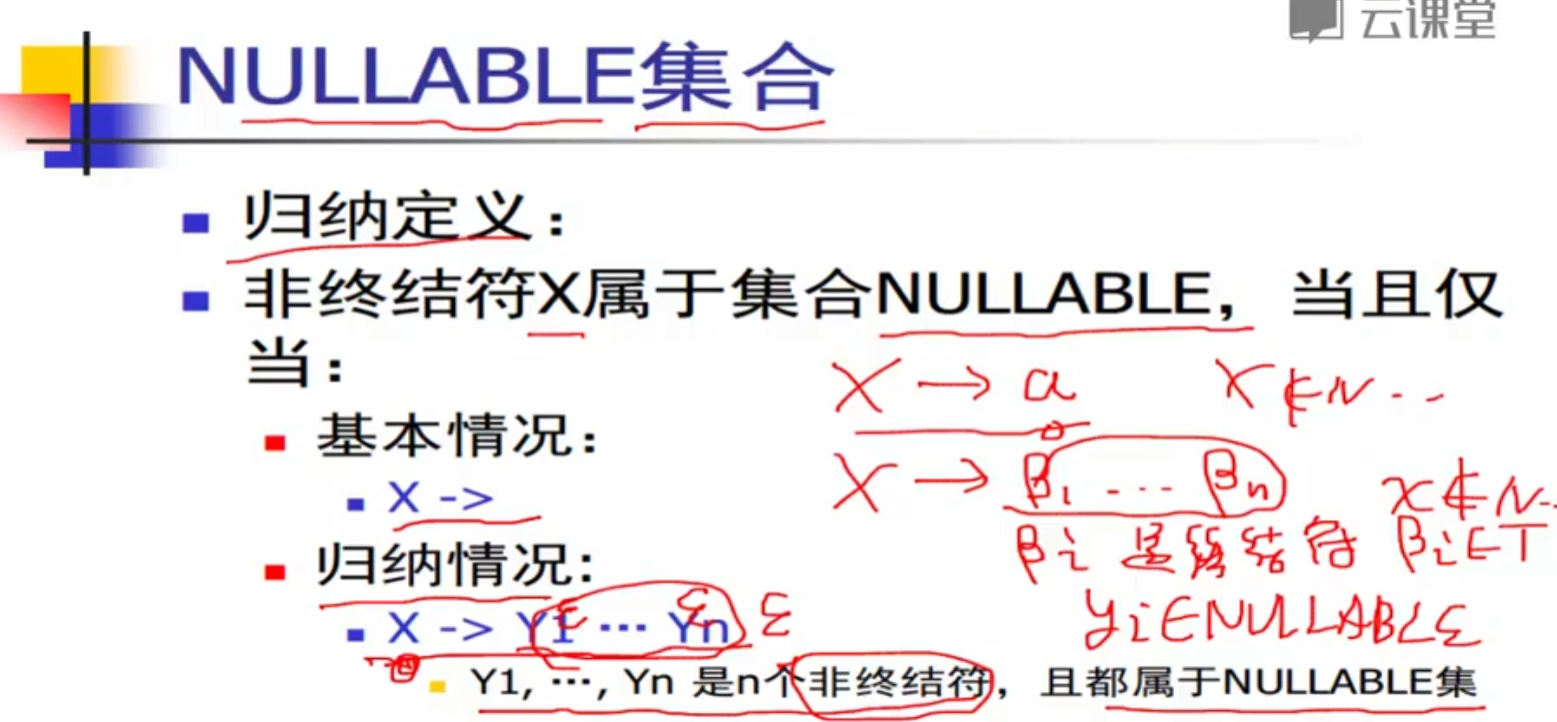 云课堂
NULLABLE集合
归纳定义：
非终结符X属于集合NULLABLE，当且仅
当：
X → a X ∉ N..
基本情况：
X → β1 ... βn X ∉ N..
X ->
βi 是终结符 βi ∈ T
归纳情况:
Yi ∈ NULLABLE
X -> Y1 … Yn
ε ε ε
Y1, …, Yn 是n个非终结符，且都属于NULLABLE集